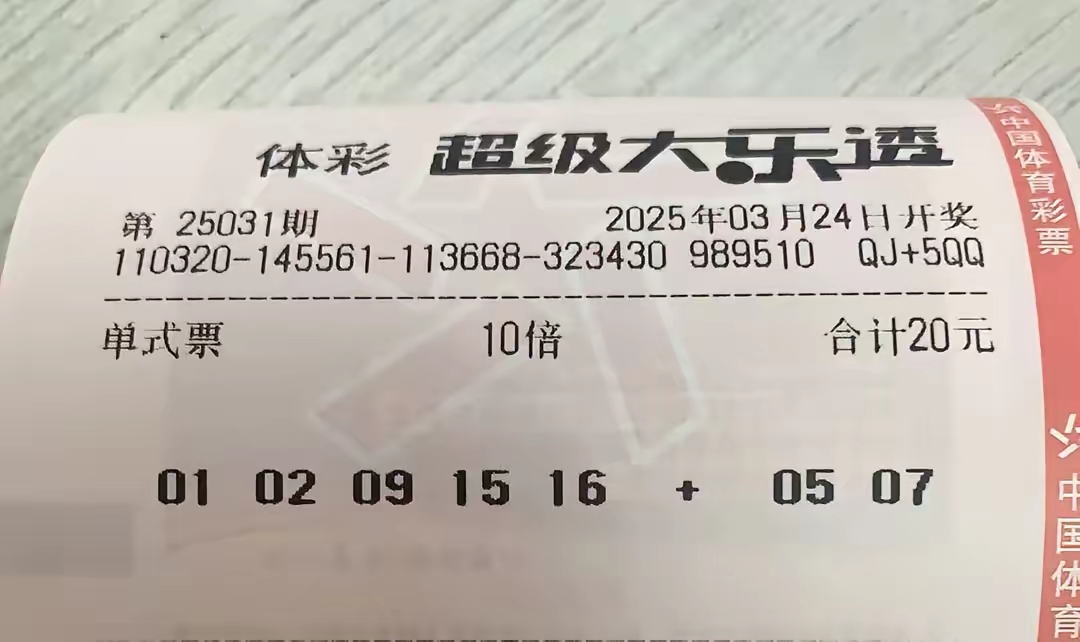 体彩 超级大乐透
第 25031期 2025年03月24日开奖
110320-145561-113668-323430 989510 QJ+5QQ
单式票 10倍 合计20元
01 02 09 15 16 + 05 07
中国体育彩票
中国体育